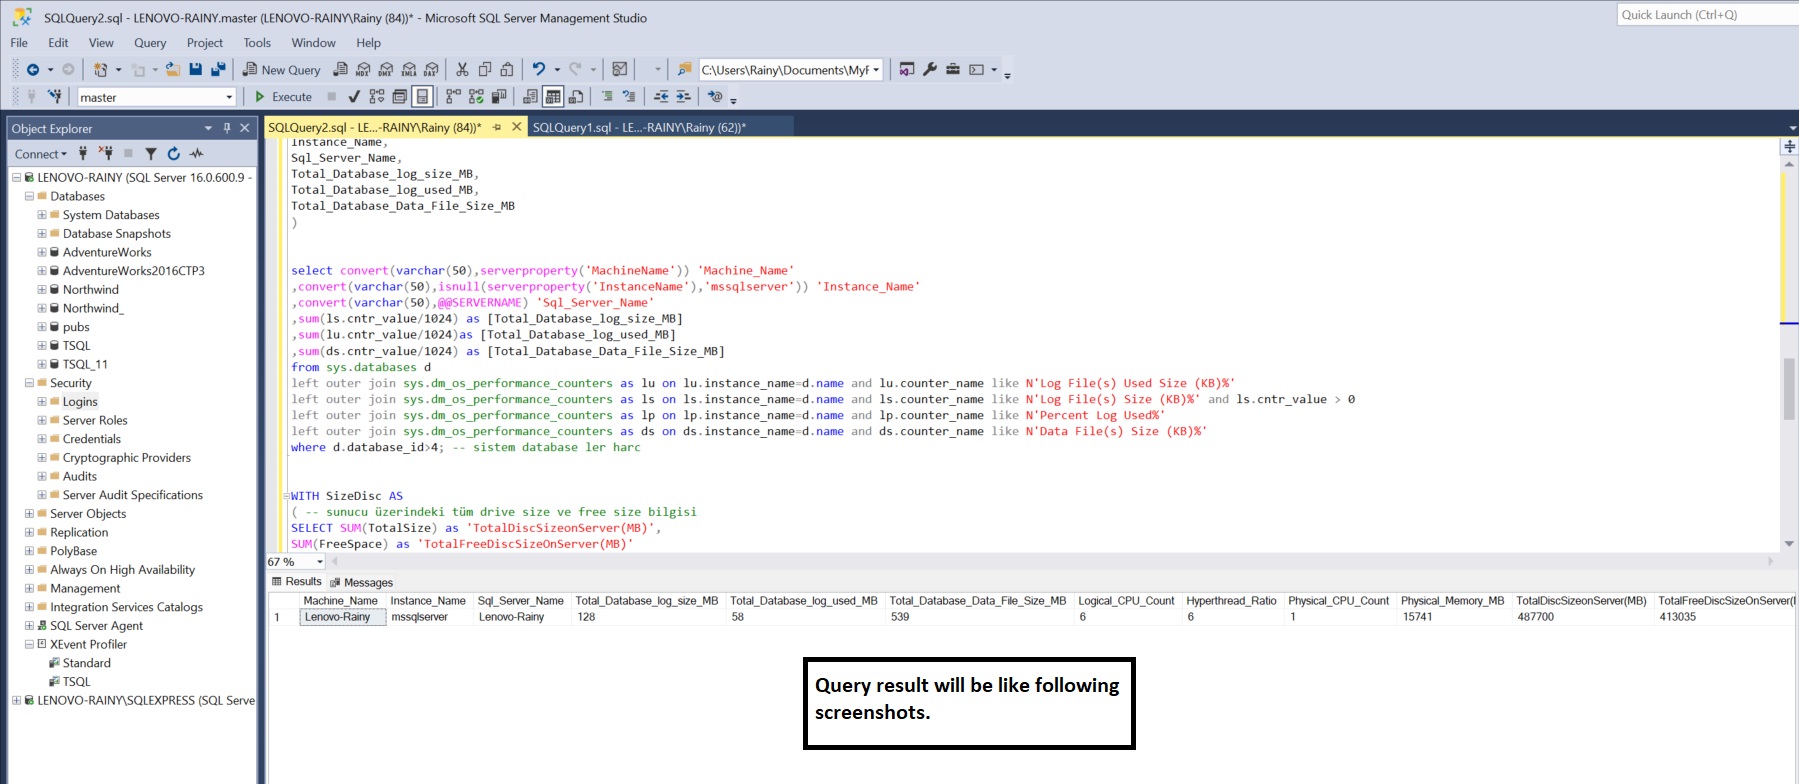 SQLQuery2.sql - LENOVO-RAINY.master (LENOVO-RAINY\Rainy (84))* - Microsoft SQL Server Management Studio
Quick Launch (Ctrl+Q)
File Edit View Query Project Tools Window Help
New Query
MDX DMX XMLA DAX
C:\Users\Rainy\Documents\MyF
master
Execute
Object Explorer
SQLQuery2.sql - LE...-RAINY\Rainy (84))*
SQLQuery1.sql - LE...-RAINY\Rainy (62))*
Connect
LENOVO-RAINY (SQL Server 16.0.600.9 -
Databases
System Databases
Database Snapshots
AdventureWorks
AdventureWorks2016CTP3
Northwind
Northwind_
pubs
TSQL
TSQL_11
Security
Logins
Server Roles
Credentials
Cryptographic Providers
Audits
Server Audit Specifications
Server Objects
Replication
PolyBase
Always On High Availability
Management
Integration Services Catalogs
SQL Server Agent
XEvent Profiler
Standard
TSQL
LENOVO-RAINY\SQLEXPRESS (SQL Serve
Instance_Name,
Sql_Server_Name,
Total_Database_log_size_MB,
Total_Database_log_used_MB,
Total_Database_Data_File_Size_MB
)
select convert(varchar(50),serverproperty('MachineName')) 'Machine_Name'
,convert(varchar(50),isnull(serverproperty('InstanceName'),'mssqlserver')) 'Instance_Name'
,convert(varchar(50),@@SERVERNAME) 'Sql_Server_Name'
,sum(ls.cntr_value/1024) as [Total_Database_log_size_MB]
,sum(lu.cntr_value/1024)as [Total_Database_log_used_MB]
,sum(ds.cntr_value/1024) as [Total_Database_Data_File_Size_MB]
from sys.databases d
left outer join sys.dm_os_performance_counters as lu on lu.instance_name=d.name and lu.counter_name like N'Log File(s) Used Size (KB)%'
left outer join sys.dm_os_performance_counters as ls on ls.instance_name=d.name and ls.counter_name like N'Log File(s) Size (KB)%' and ls.cntr_value > 0
left outer join sys.dm_os_performance_counters as lp on lp.instance_name=d.name and lp.counter_name like N'Percent Log Used%'
left outer join sys.dm_os_performance_counters as ds on ds.instance_name=d.name and ds.counter_name like N'Data File(s) Size (KB)%'
where d.database_id>4; -- sistem database ler harc
WITH SizeDisc AS
( -- sunucu üzerindeki tüm drive size ve free size bilgisi
SELECT SUM(TotalSize) as 'TotalDiscSizeonServer(MB)',
SUM(FreeSpace) as 'TotalFreeDiscSizeOnServer(MB)'
67 %
Results Messages
Machine_Name Instance_Name Sql_Server_Name Total_Database_log_size_MB Total_Database_log_used_MB Total_Database_Data_File_Size_MB Logical_CPU_Count Hyperthread_Ratio Physical_CPU_Count Physical_Memory_MB TotalDiscSizeonServer(MB) TotalFreeDiscSizeOnServer(
1 Lenovo-Rainy mssqlserver Lenovo-Rainy 128 58 539 6 6 1 15741 487700 413035
Query result will be like following
screenshots.